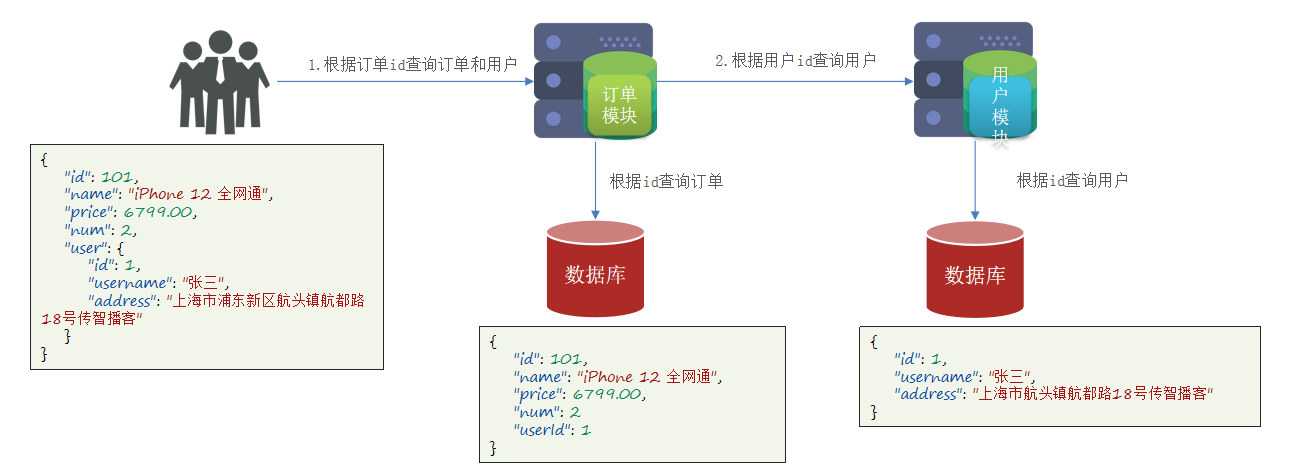 1.根据订单id查询订单和用户
2.根据用户id查询用户
订单
模块
用
户
模
块
{
"id": 101,
"name": "iPhone 12 全网通",
"price": 6799.00,
"num": 2,
"user": {
"id": 1,
"username": "张三",
"address": "上海市浦东新区航头镇航都路
18号传智播客"
}
}
根据id查询订单
根据id查询用户
数据库
数据库
{
"id": 101,
"name": "iPhone 12 全网通",
"price": 6799.00,
"num": 2
"userId": 1
}
{
"id": 1,
"username": "张三",
"address": "上海市航头镇航都路18号传智播客"
}